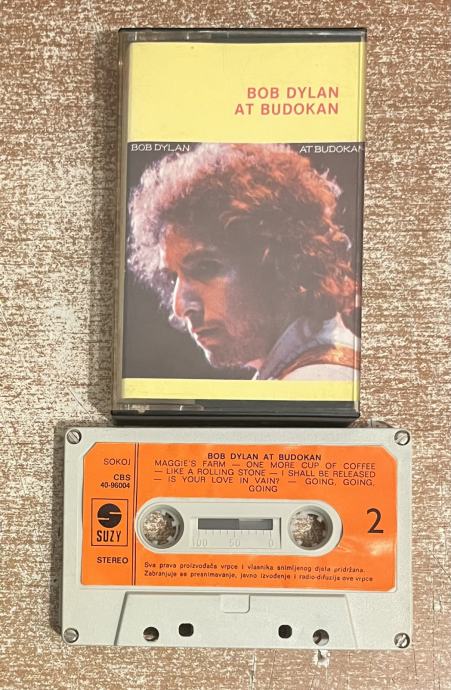 BOB DYLAN
AT BUDOKAN
BOB DYLAN AT BUDOKAN
BOB DYLAN AT BUDOKAN
SOKOJ
MAGGIE'S FARM — ONE MORE CUP OF COFFEE
— LIKE A ROLLING STONE — I SHALL BE RELEASED
— IS YOUR LOVE IN VAIN? — GOING, GOING,
GOING
CBS
40-96004
SUZY
STEREO
100 50 0
2
Sva prava proizvođača vrpce i vlasnika snimljenog djela pridržana.
Zabranjuje se presnimavanje, javno izvođenje i radio-difuzija ove vrpce